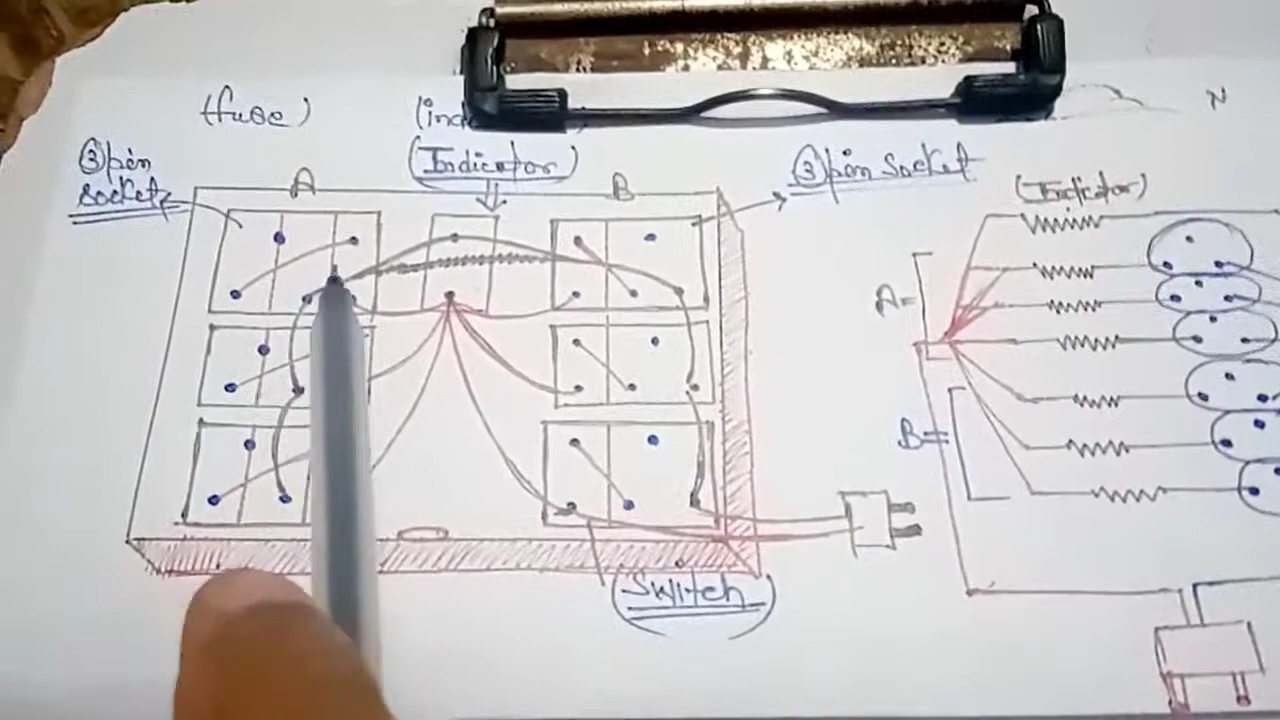 (fuse)
(Indicator)
③pin
socket
A
B
③pin Socket
N
(Indicator)
A=
B=
(Switch)